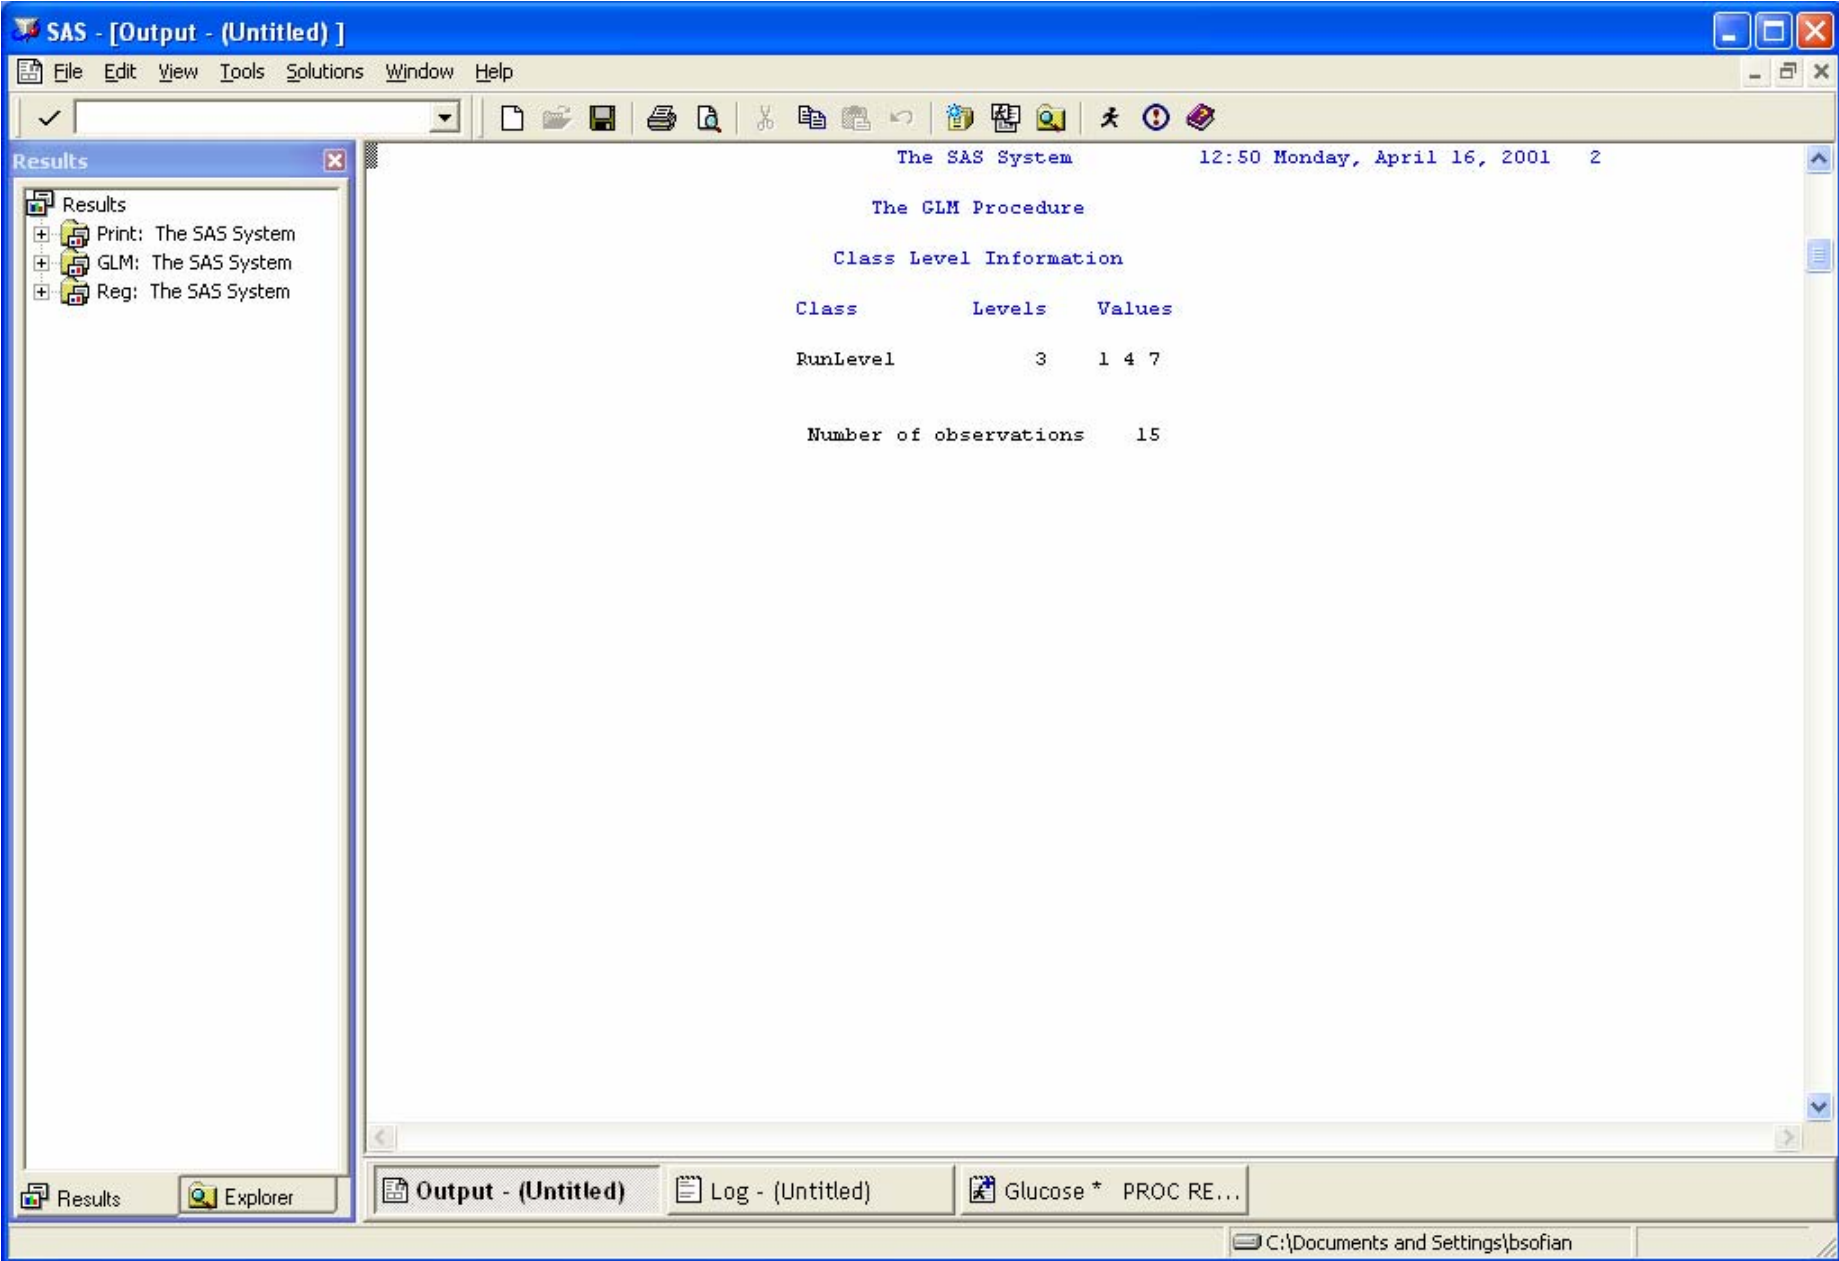 SAS - [Output - (Untitled) ]
File Edit View Tools Solutions Window Help
Results
Results
Print: The SAS System
GLM: The SAS System
Reg: The SAS System
The SAS System 12:50 Monday, April 16, 2001 2
The GLM Procedure
Class Level Information
Class Levels Values
RunLevel 3 1 4 7
Number of observations 15
Results Explorer
Output - (Untitled) Log - (Untitled) Glucose * PROC RE...
C:\Documents and Settings\bsofian